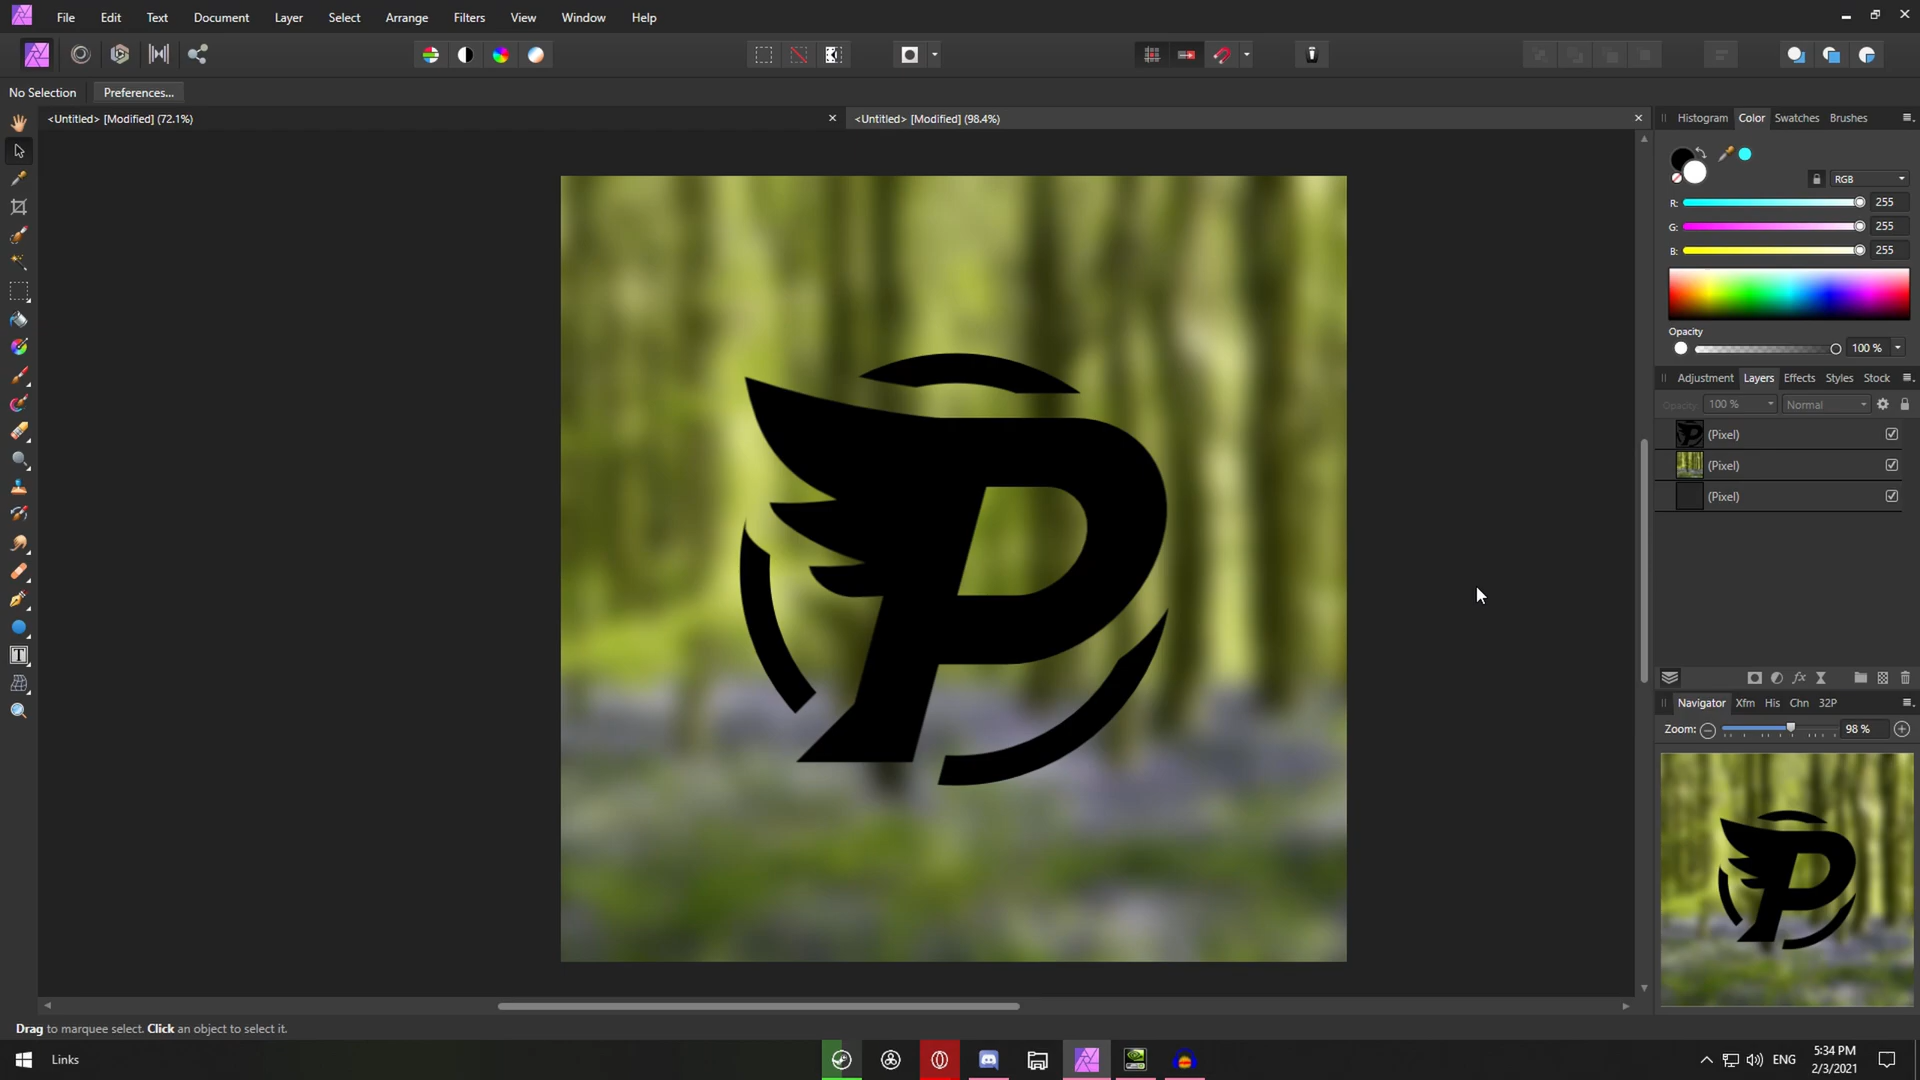 File Edit Text Document Layer Select Arrange Filters View Window Help
No Selection Preferences...
<Untitled> [Modified] (72.1%) <Untitled> [Modified] (98.4%)
Histogram Color Swatches Brushes
RGB
R: 255
G: 255
B: 255
Opacity
100 %
Adjustment Layers Effects Styles Stock
Opacity: 100 % Normal
(Pixel)
(Pixel)
(Pixel)
fx
Navigator Xfm His Chn 32P
Zoom: 98 %
P
T
Drag to marquee select. Click an object to select it.
Links
ENG
5:34 PM
2/3/2021